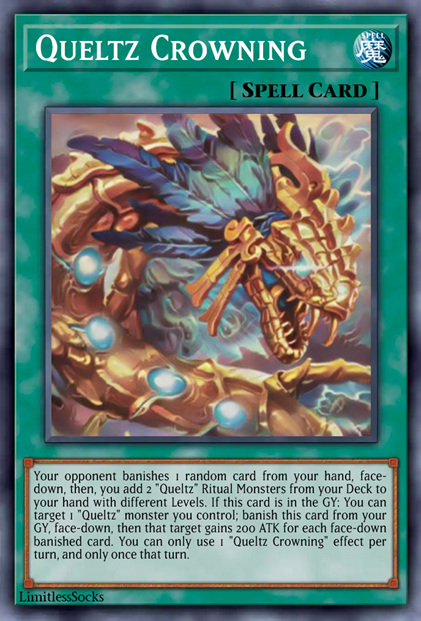 Queltz Crowning
SPELL
魔
[ Spell Card ]
Your opponent banishes 1 random card from your hand, face-
down, then, you add 2 "Queltz" Ritual Monsters from your Deck to
your hand with different Levels. If this card is in the GY: You can
target 1 "Queltz" monster you control; banish this card from your
GY, face-down, then that target gains 200 ATK for each face-down
banished card. You can only use 1 "Queltz Crowning" effect per
turn, and only once that turn.
LimitlessSocks